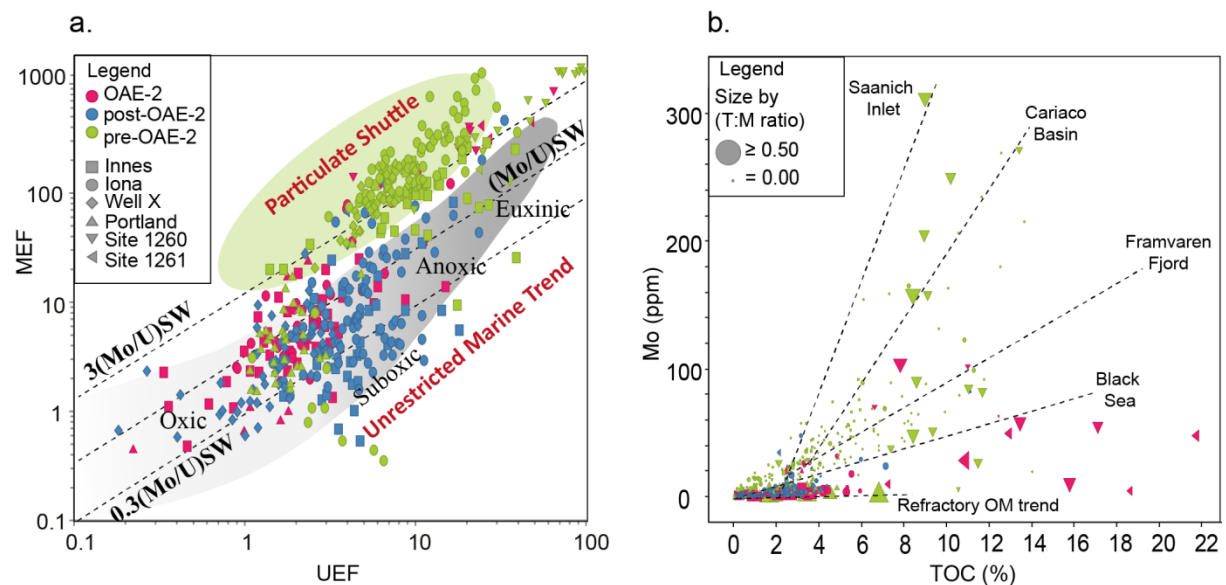 a.
Legend
OAE-2
post-OAE-2
pre-OAE-2
Innes
Iona
Well X
Portland
Site 1260
Site 1261
Particulate Shuttle
(Mo/U)SW
3(Mo/U)SW
0.3(Mo/U)SW
Euxinic
Anoxic
Suboxic
Oxic
Unrestricted Marine Trend
MEF
1000
100
10
1
0.1
0.1
1
10
100
UEF
b.
Legend
Size by
(T:M ratio)
≥ 0.50
= 0.00
Saanich
Inlet
Cariaco
Basin
Framvaren
Fjord
Black
Sea
Refractory OM trend
Mo (ppm)
300
200
100
0
0 2 4 6 8 10 12 14 16 18 20 22
TOC (%)